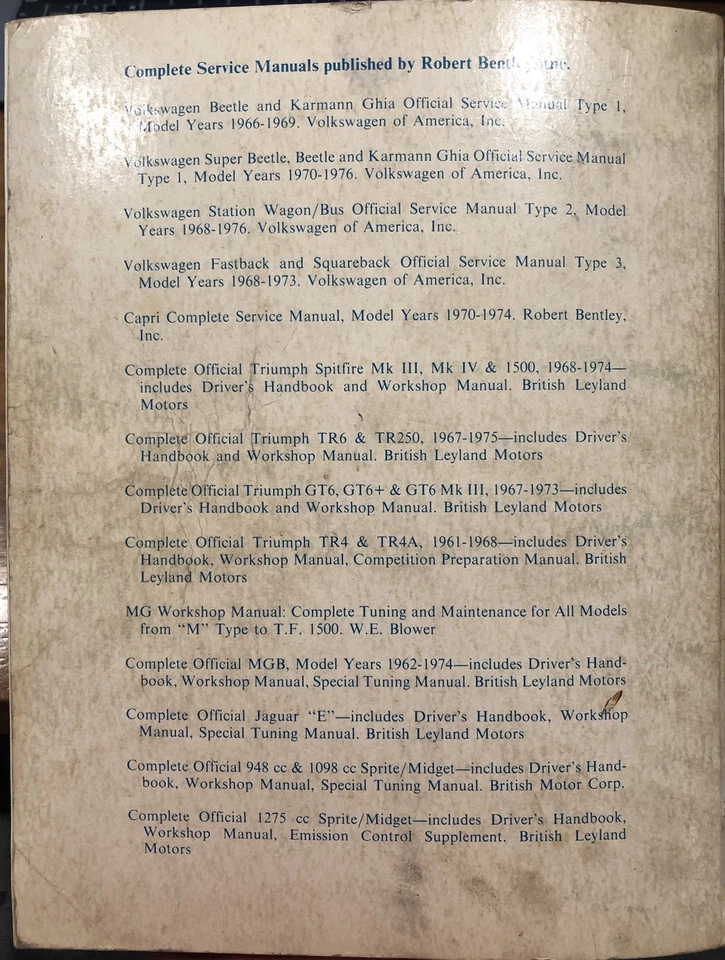 Complete Service Manuals published by Robert Bentley, Inc.
Volkswagen Beetle and Karmann Ghia Official Service Manual Type 1,
Model Years 1966-1969. Volkswagen of America, Inc.
Volkswagen Super Beetle, Beetle and Karmann Ghia Official Service Manual
Type 1, Model Years 1970-1976. Volkswagen of America, Inc.
Volkswagen Station Wagon/Bus Official Service Manual Type 2, Model
Years 1968-1976. Volkswagen of America, Inc.
Volkswagen Fastback and Squareback Official Service Manual Type 3,
Model Years 1968-1973. Volkswagen of America, Inc.
Capri Complete Service Manual, Model Years 1970-1974. Robert Bentley,
Inc.
Complete Official Triumph Spitfire Mk III, Mk IV & 1500, 1968-1974—
includes Driver's Handbook and Workshop Manual. British Leyland
Motors
Complete Official Triumph TR6 & TR250, 1967-1975—includes Driver's
Handbook and Workshop Manual. British Leyland Motors
Complete Official Triumph GT6, GT6+ & GT6 Mk III, 1967-1973—includes
Driver's Handbook and Workshop Manual. British Leyland Motors
Complete Official Triumph TR4 & TR4A, 1961-1968—includes Driver's
Handbook, Workshop Manual, Competition Preparation Manual. British
Leyland Motors
MG Workshop Manual: Complete Tuning and Maintenance for All Models
from "M" Type to T.F. 1500. W.E. Blower
Complete Official MGB, Model Years 1962-1974—includes Driver's Hand-
book, Workshop Manual, Special Tuning Manual. British Leyland Motors
Complete Official Jaguar "E"—includes Driver's Handbook, Workshop
Manual, Special Tuning Manual. British Leyland Motors
Complete Official 948 cc & 1098 cc Sprite/Midget—includes Driver's Hand-
book, Workshop Manual, Special Tuning Manual. British Motor Corp.
Complete Official 1275 cc Sprite/Midget—includes Driver's Handbook,
Workshop Manual, Emission Control Supplement. British Leyland
Motors